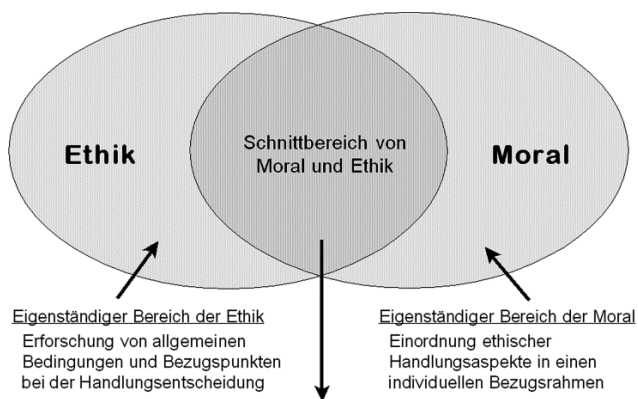 Ethik
Schnittbereich von
Moral und Ethik
Moral
Eigenständiger Bereich der Ethik
Erforschung von allgemeinen
Bedingungen und Bezugspunkten
bei der Handlungsentscheidung
Eigenständiger Bereich der Moral
Einordnung ethischer
Handlungsaspekte in einen
individuellen Bezugsrahmen